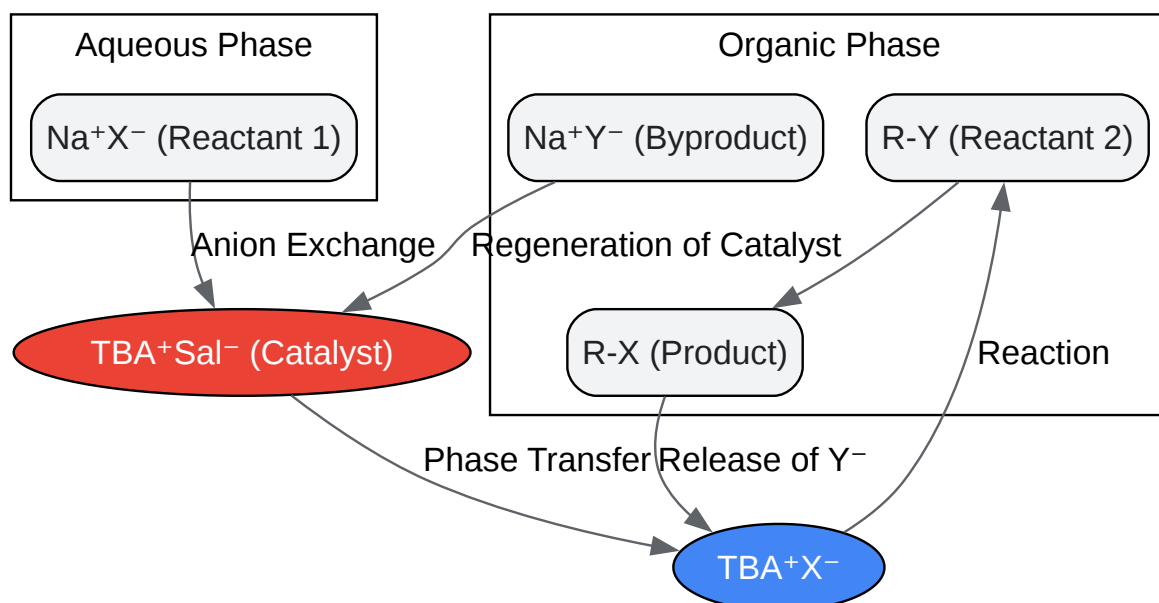 Aqueous Phase
Organic Phase
Na⁺X⁻ (Reactant 1)
Na⁺Y⁻ (Byproduct)
R-Y (Reactant 2)
Anion Exchange
Regeneration of Catalyst
TBA⁺Sal⁻ (Catalyst)
R-X (Product)
Reaction
Phase Transfer
Release of Y⁻
TBA⁺X⁻